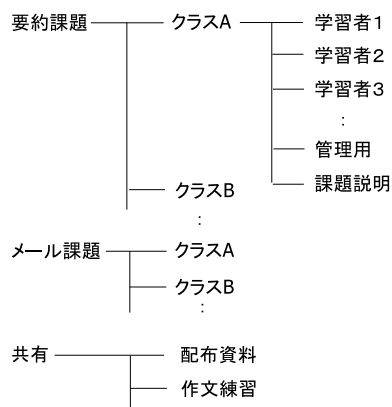 要約課題 クラスA 学習者1
学習者2
学習者3
:
管理用
課題説明
クラスB
:
メール課題 クラスA
クラスB
:
共有 配布資料
作文練習